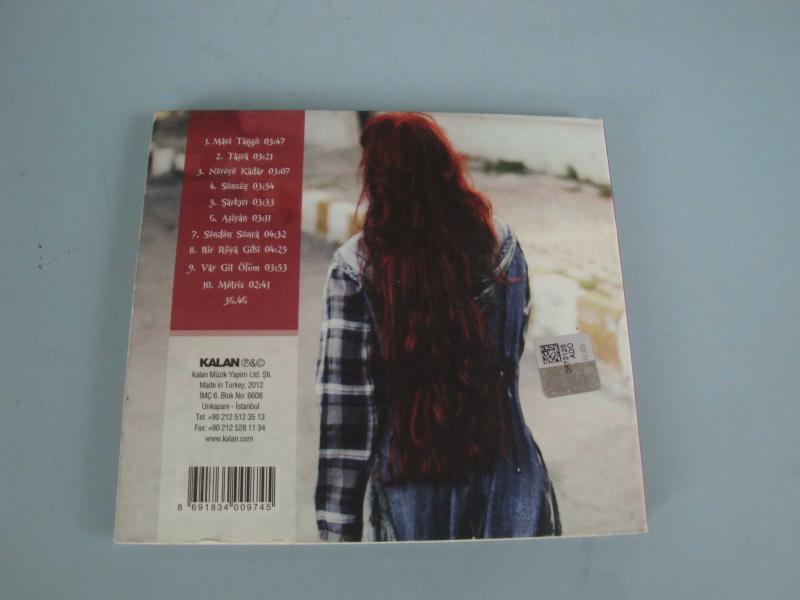 1. Mavi Tango 03:47
2. Taşra 03:21
3. Nereye Kadar 03:07
4. Sonsuz 03:54
5. Şarkıcı 03:33
6. Aşiyan 03:11
7. Senden Sonra 04:32
8. Bir Rüya Gibi 04:25
9. Var Git Ölüm 03:53
10. Metris 02:41
36.46
KALAN ℗&©
Kalan Müzik Yapım Ltd. Şti.
Made in Turkey, 2012
İMÇ 6. Blok No: 6608
Unkapanı - İstanbul
Tel: +90 212 512 35 13
Fax: +90 212 528 11 34
www.kalan.com
8 691834 009745